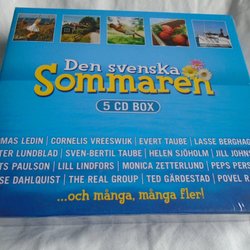 Den svenska
Sommaren
5 CD BOX
MAS LEDIN | CORNELIS VREESWIJK | EVERT TAUBE | LASSE BERGHAG
TER LUNDBLAD | SVEN-BERTIL TAUBE | HELEN SJÖHOLM | JILL JOHNS
TS PAULSON | LILL LINDFORS | MONICA ZETTERLUND | PEPS PERS
SE DAHLQUIST | THE REAL GROUP | TED GÄRDESTAD | POVEL R
...och många, många fler!